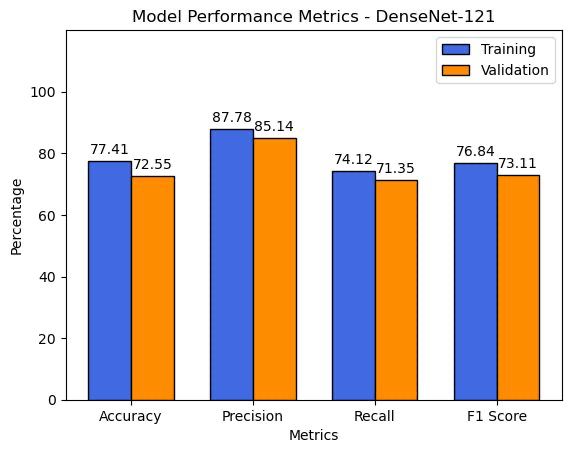 Model Performance Metrics - DenseNet-121
Training
Validation
100
80
60
40
20
0
Percentage
77.41
72.55
87.78
85.14
74.12
71.35
76.84
73.11
Accuracy
Precision
Recall
F1 Score
Metrics